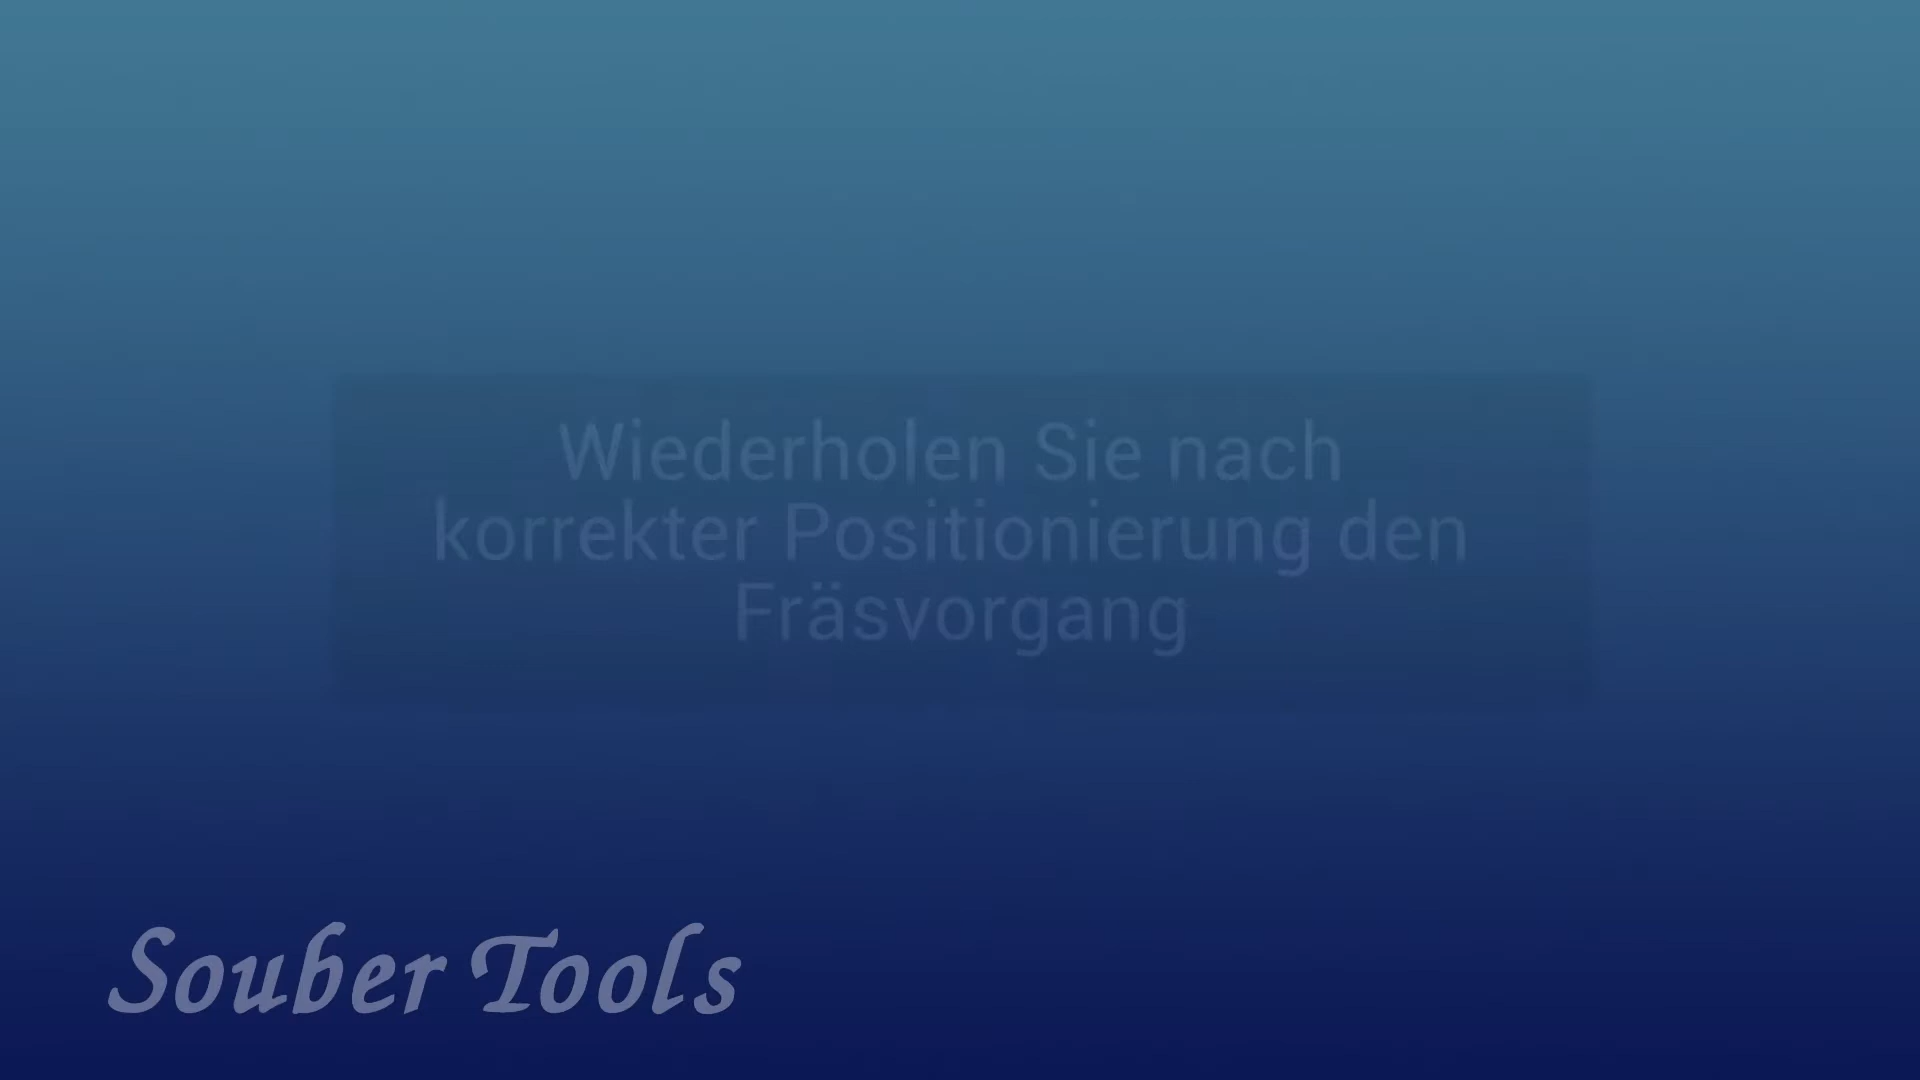 Wiederholen Sie nach
korrekter Positionierung den
Fräsvorgang
Souber Tools